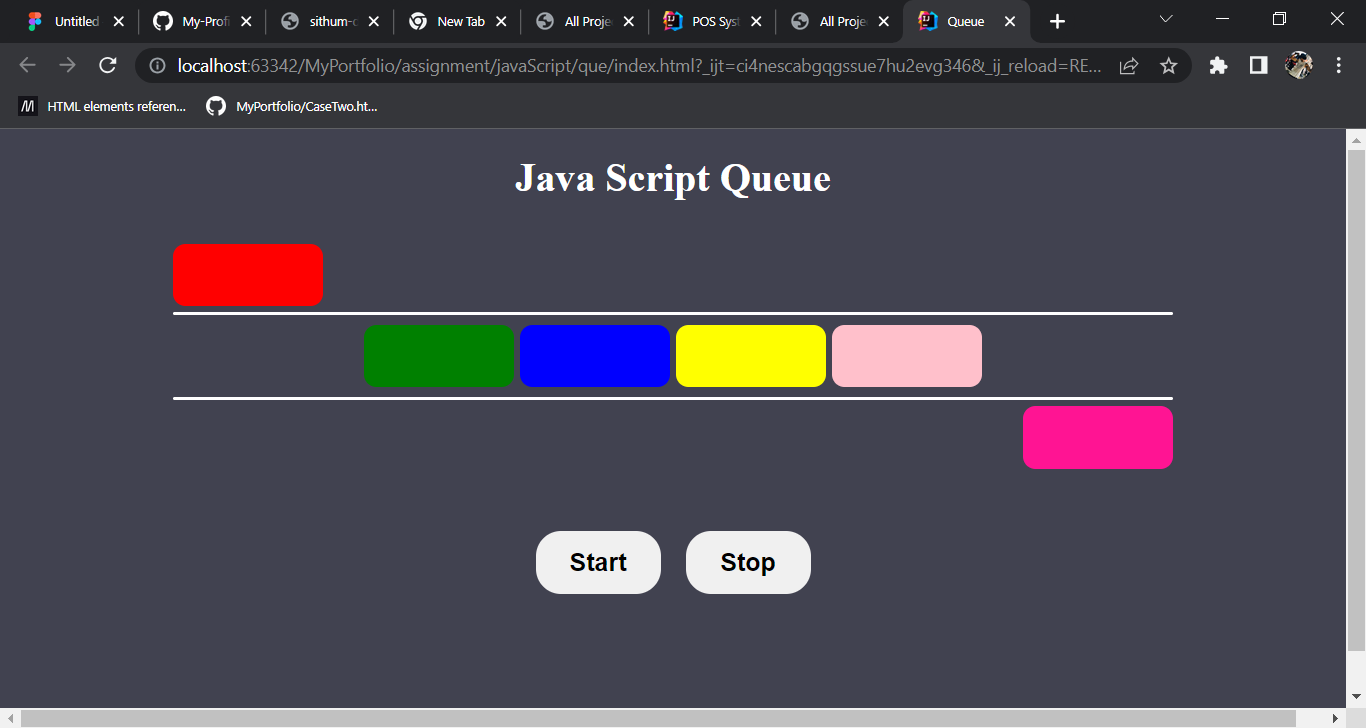 Untitled
My-Profi
sithum-c
New Tab
All Proje
POS Syst
All Proje
Queue
localhost:63342/MyPortfolio/assignment/javaScript/que/index.html?_ijt=ci4nescabgqgssue7hu2evg346&_ij_reload=RE...
HTML elements referen...
MyPortfolio/CaseTwo.ht...
Java Script Queue
Start
Stop